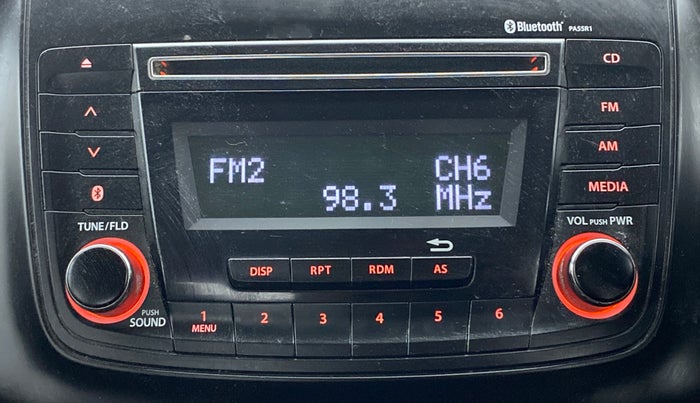 Bluetooth® PA55R1
CD
FM
AM
MEDIA
FM2 CH6
98.3 MHz
TUNE/FLD
VOL PUSH PWR
DISP RPT RDM AS
PUSH
SOUND
1 2 3 4 5 6
MENU